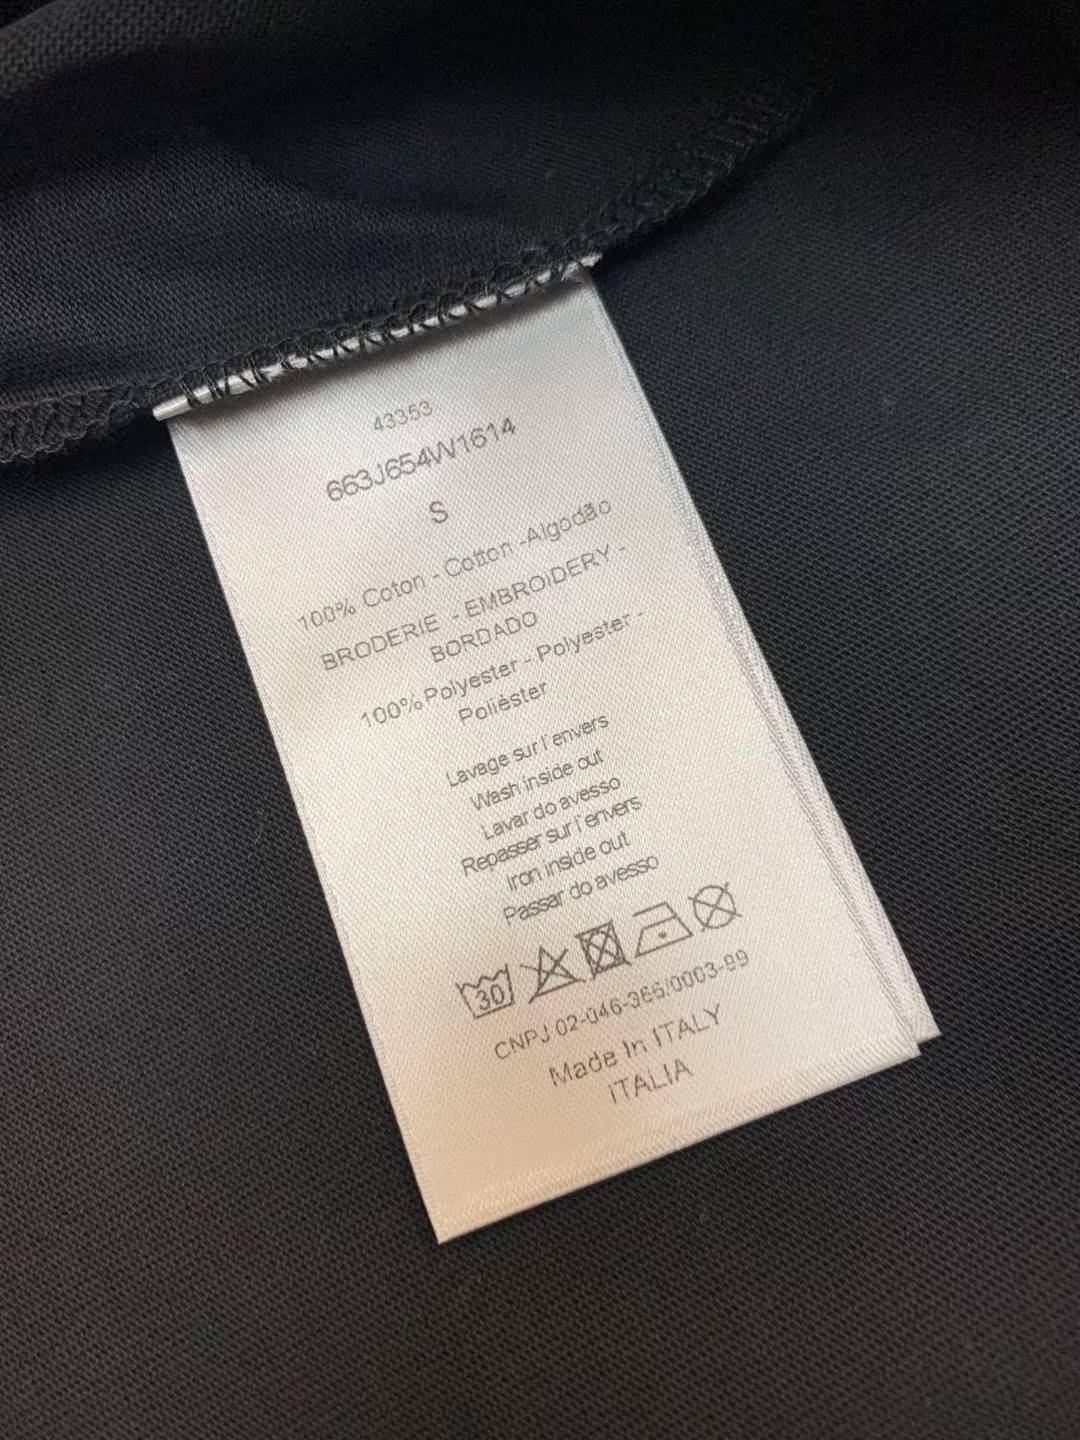 43353
663J654W1614
S
100% Coton - Cotton -Algodão
BRODERIE - EMBROIDERY -
BORDADO
100% Polyester - Polyester -
Poliéster
Lavage sur l'envers
Wash inside out
Lavar do avesso
Repasser sur l'envers
Iron inside out
Passar do avesso
30
CNPJ 02-046-365/0003-89
Made In ITALY
ITALIA